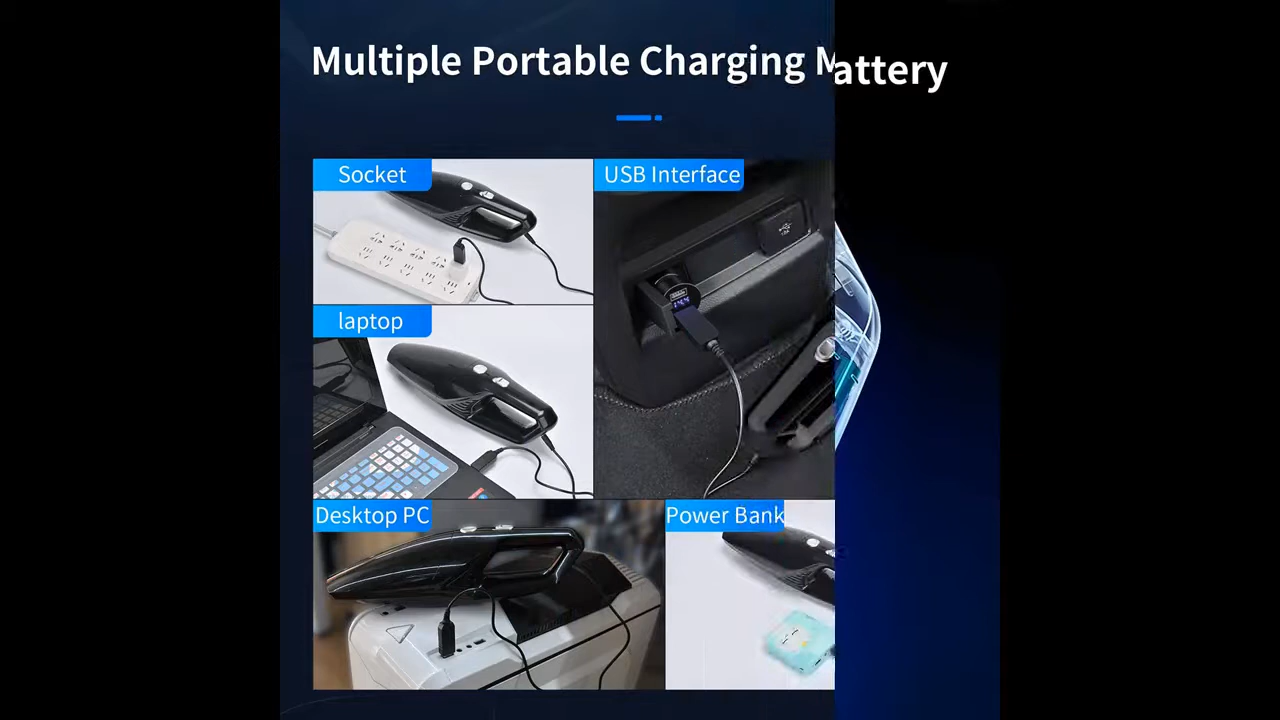 Multiple Portable Charging M
attery
Socket
USB Interface
laptop
Desktop PC
Power Bank